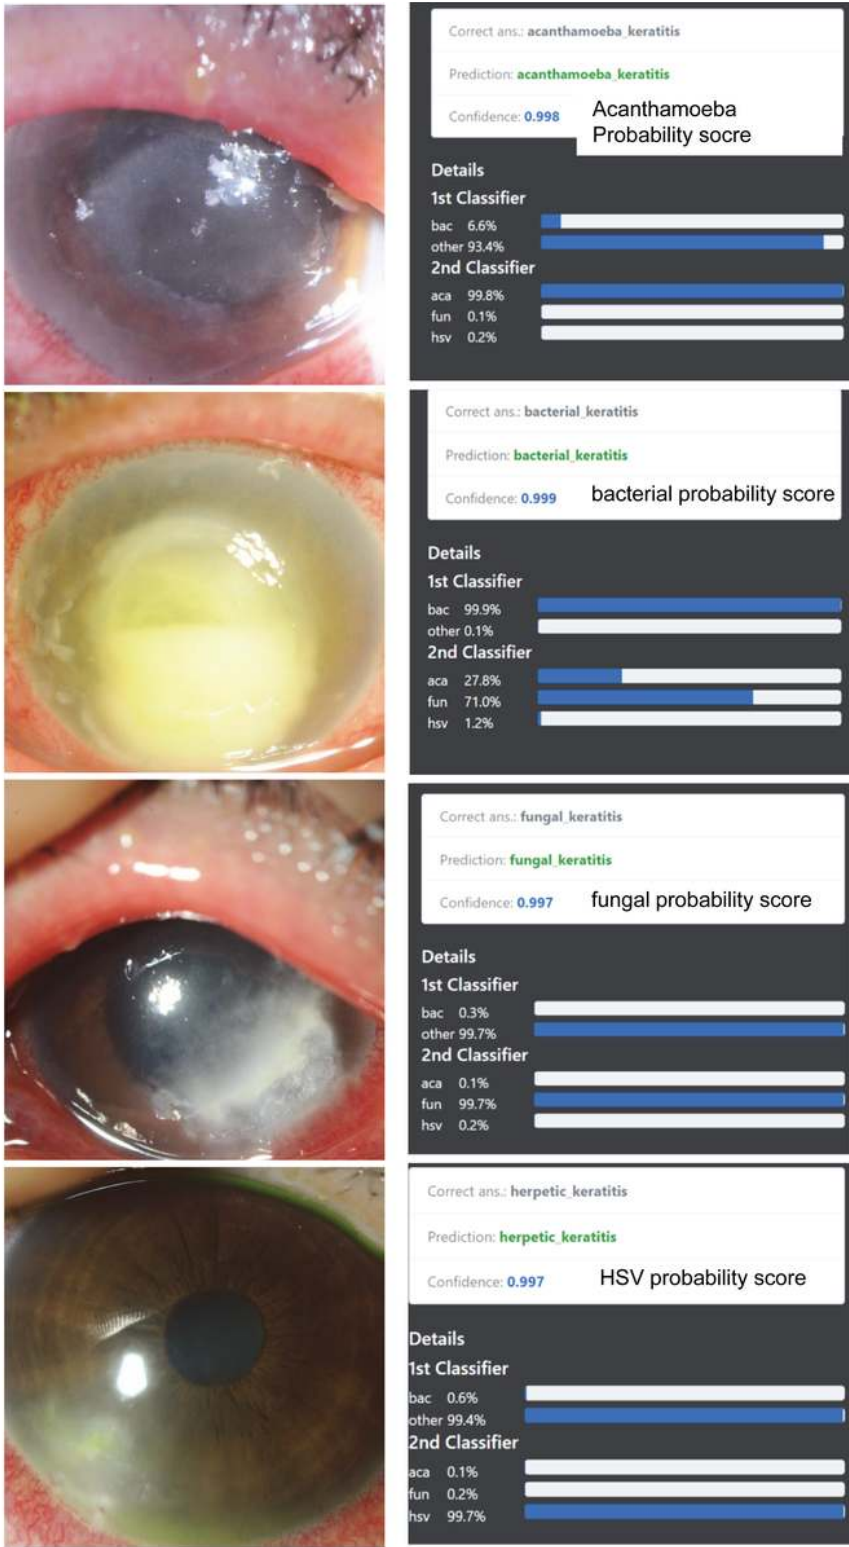 Correct ans.: acanthamoeba_keratitis
Prediction: acanthamoeba_keratitis
Confidence: 0.998 Acanthamoeba
Probability socre
Details
1st Classifier
bac 6.6%
other 93.4%
2nd Classifier
aca 99.8%
fun 0.1%
hsv 0.2%
Correct ans.: bacterial_keratitis
Prediction: bacterial_keratitis
Confidence: 0.999 bacterial probability score
Details
1st Classifier
bac 99.9%
other 0.1%
2nd Classifier
aca 27.8%
fun 71.0%
hsv 1.2%
Correct ans.: fungal_keratitis
Prediction: fungal_keratitis
Confidence: 0.997 fungal probability score
Details
1st Classifier
bac 0.3%
other 99.7%
2nd Classifier
aca 0.1%
fun 99.7%
hsv 0.2%
Correct ans.: herpetic_keratitis
Prediction: herpetic_keratitis
Confidence: 0.997 HSV probability score
Details
1st Classifier
bac 0.6%
other 99.4%
2nd Classifier
aca 0.1%
fun 0.2%
hsv 99.7%